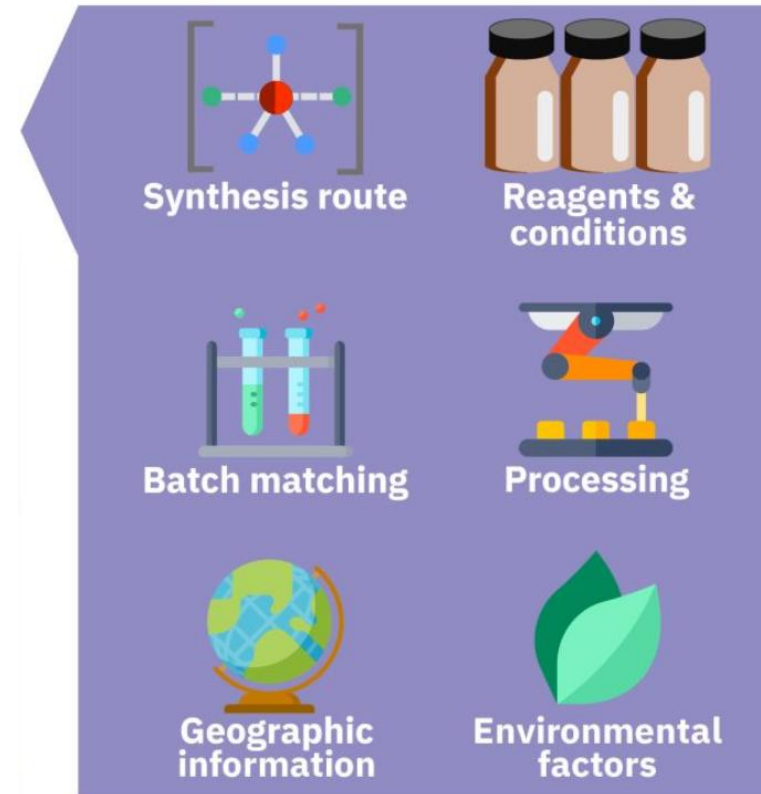 Synthesis route
Reagents &
conditions
Batch matching
Processing
Geographic
information
Environmental
factors